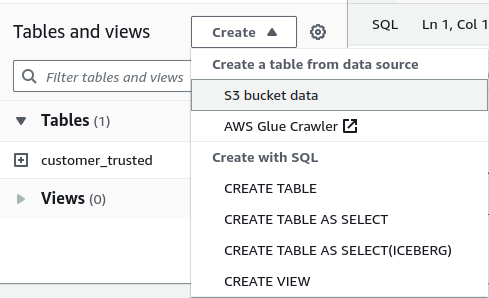 Tables and views
Create
SQL
Ln 1, Col 1
Filter tables and views
Create a table from data source
S3 bucket data
Tables (1)
AWS Glue Crawler
customer_trusted
Create with SQL
Views (0)
CREATE TABLE
CREATE TABLE AS SELECT
CREATE TABLE AS SELECT(ICEBERG)
CREATE VIEW